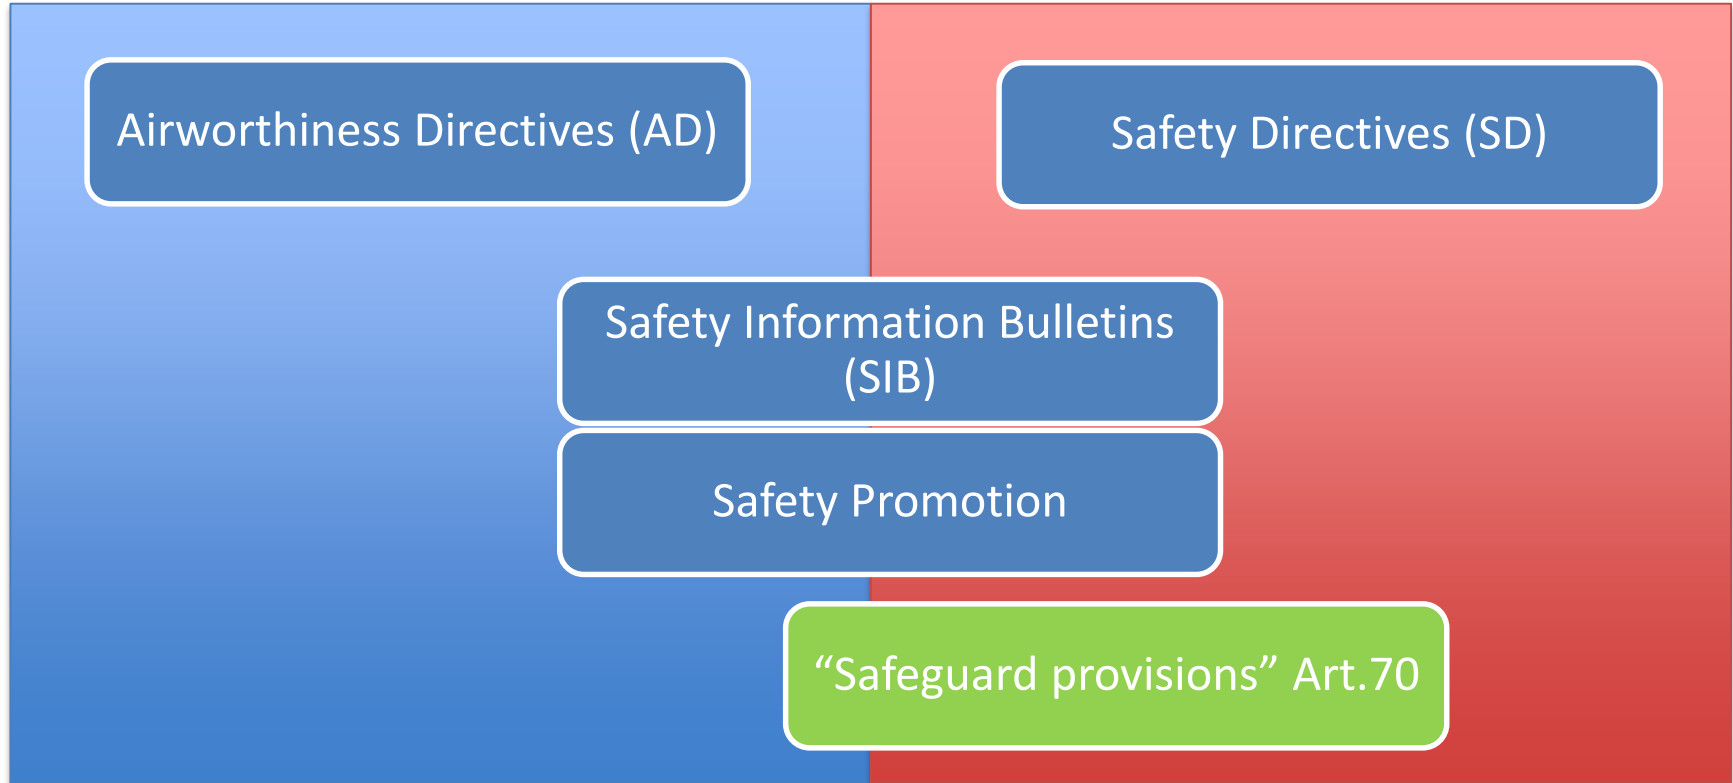 Airworthiness Directives (AD)
Safety Directives (SD)
Safety Information Bulletins
(SIB)
Safety Promotion
“Safeguard provisions” Art.70